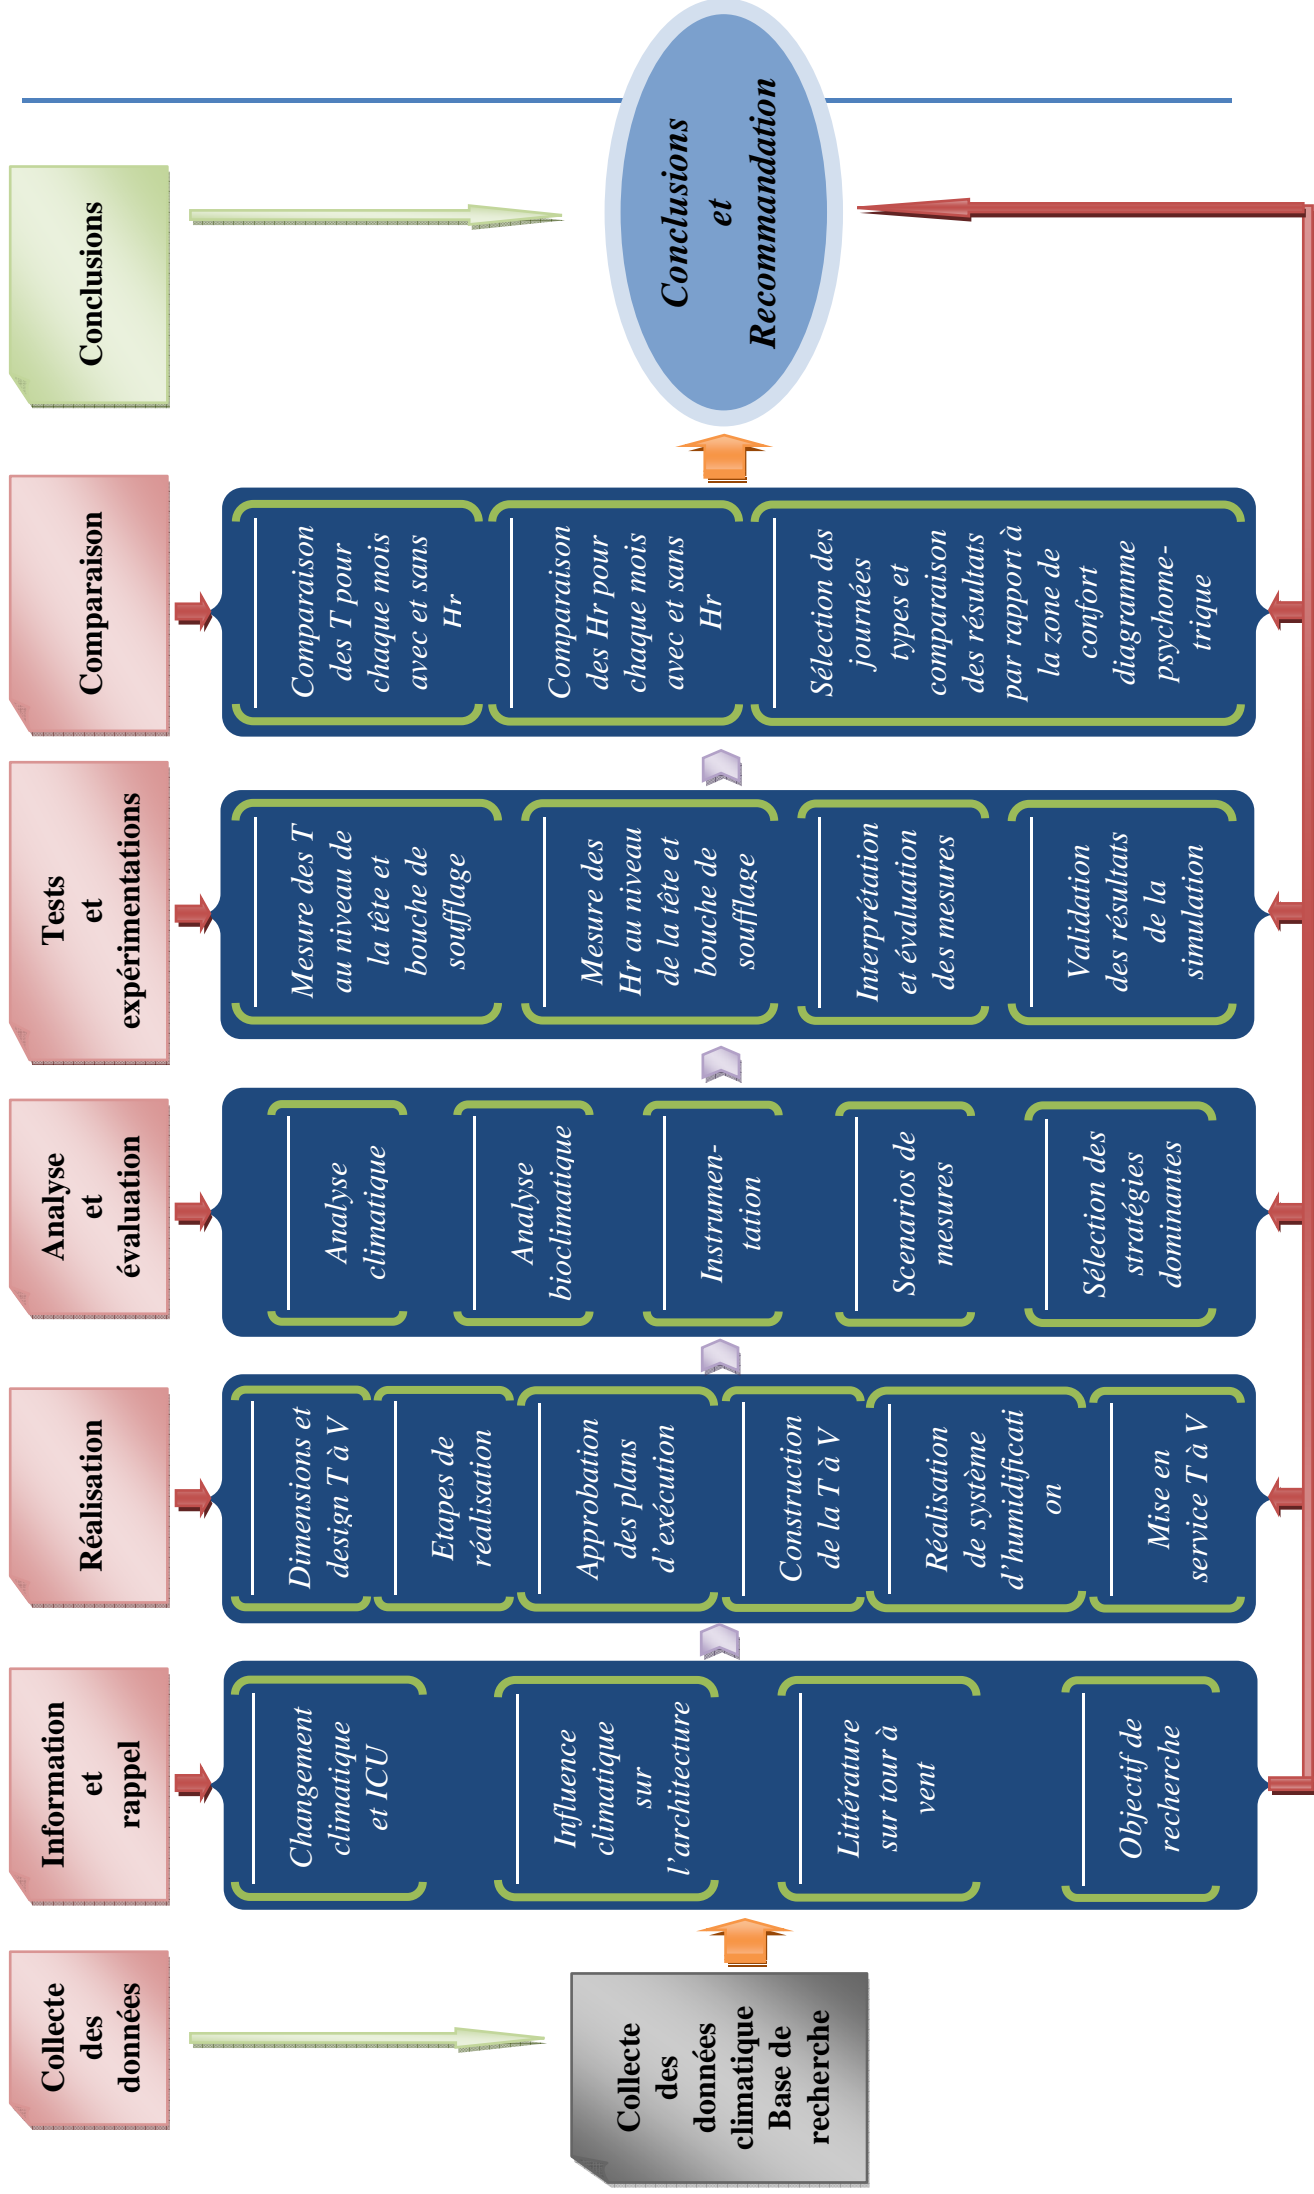 Collecte
des
données
Information
et
rappel
Réalisation
Analyse
et
évaluation
Tests
et
expérimentations
Comparaison
Conclusions
Collecte
des
données
climatique
Base de
recherche
Changement
climatique
et ICU
Influence
climatique
sur
l’architecture
Littérature
sur tour à
vent
Objectif de
recherche
Dimensions et
design T à V
Etapes de
réalisation
Approbation
des plans
d’exécution
Construction
de la T à V
Réalisation
de système
d’humidificati
on
Mise en
service T à V
Analyse
climatique
Analyse
bioclimatique
Instrumen-
tation
Scenarios de
mesures
Sélection des
stratégies
dominantes
Mesure des T
au niveau de
la tête et
bouche de
soufflage
Mesure des
Hr au niveau
de la tête et
bouche de
soufflage
Interprétation
et évaluation
des mesures
Validation
des résultats
de la
simulation
Comparaison
des T pour
chaque mois
avec et sans
Hr
Comparaison
des Hr pour
chaque mois
avec et sans
Hr
Sélection des
journées
types et
comparaison
des résultats
par rapport à
la zone de
confort
diagramme
psychome-
trique
Conclusions
et
Recommandation